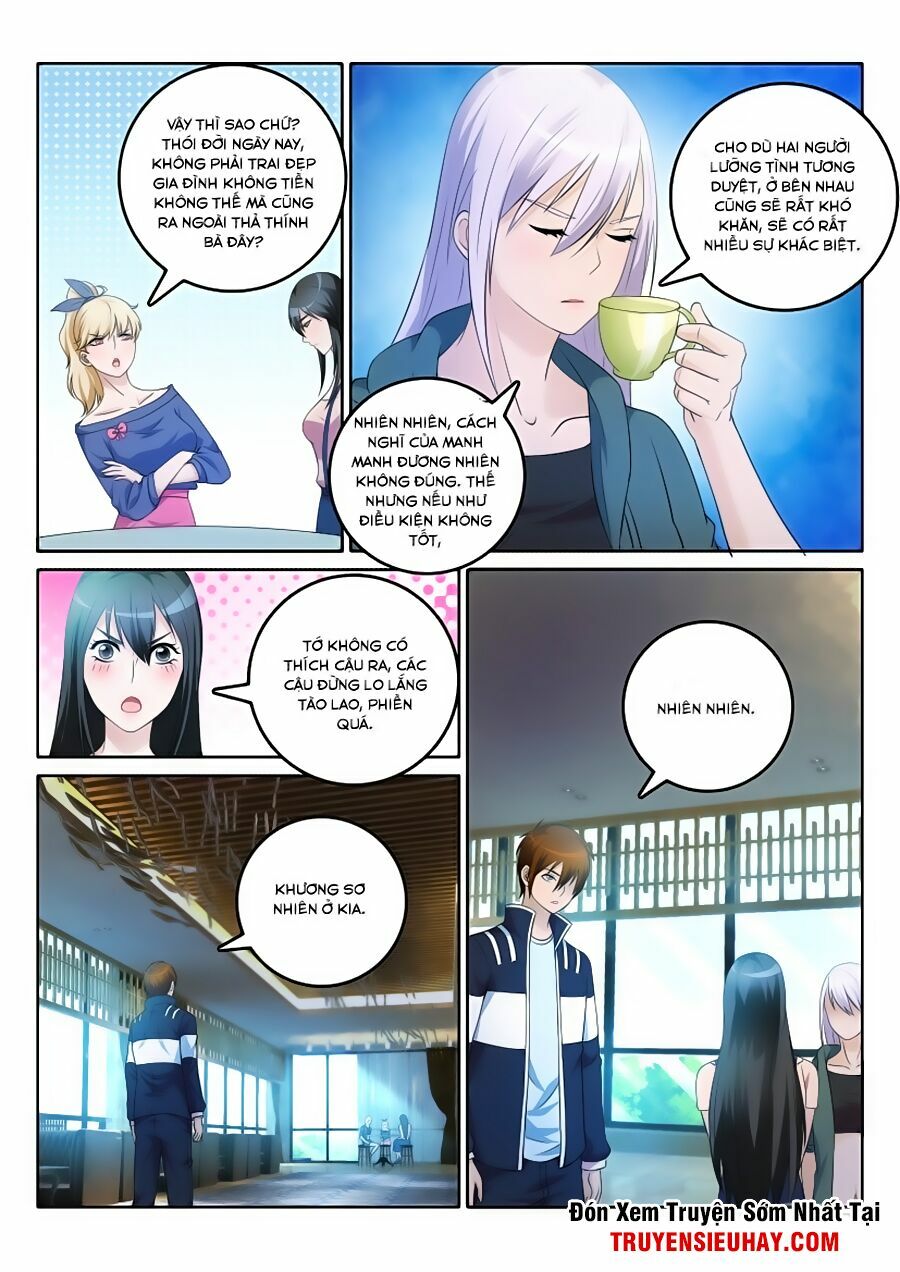 VẬY THÌ SAO CHỨ?
THÓI ĐỜI NGÀY NAY,
KHÔNG PHẢI TRAI ĐẸP
GIA ĐÌNH KHÔNG TIỀN
KHÔNG THẾ MÀ CŨNG
RA NGOÀI THẢ THÍNH
BÀ ĐÂY?
NHIÊN NHIÊN, CÁCH
NGHĨ CỦA MANH
MANH ĐƯƠNG NHIÊN
KHÔNG ĐÚNG. THẾ
NHƯNG NẾU NHƯ
ĐIỀU KIỆN KHÔNG
TỐT,
CHO DÙ HAI NGƯỜI
LƯỠNG TÌNH TƯƠNG
DUYỆT, Ở BÊN NHAU
CŨNG SẼ RẤT KHÓ
KHĂN, SẼ CÓ RẤT
NHIỀU SỰ KHÁC BIỆT.
TỚ KHÔNG CÓ
THÍCH CẬU RA, CÁC
CẬU ĐỪNG LO LẮNG
TÀO LAO, PHIỀN
QUÁ.
KHƯƠNG SƠ
NHIÊN Ở KIA.
NHIÊN NHIÊN.
Đón Xem Truyện Sớm Nhất Tại
TRUYENSIEUHAY.COM